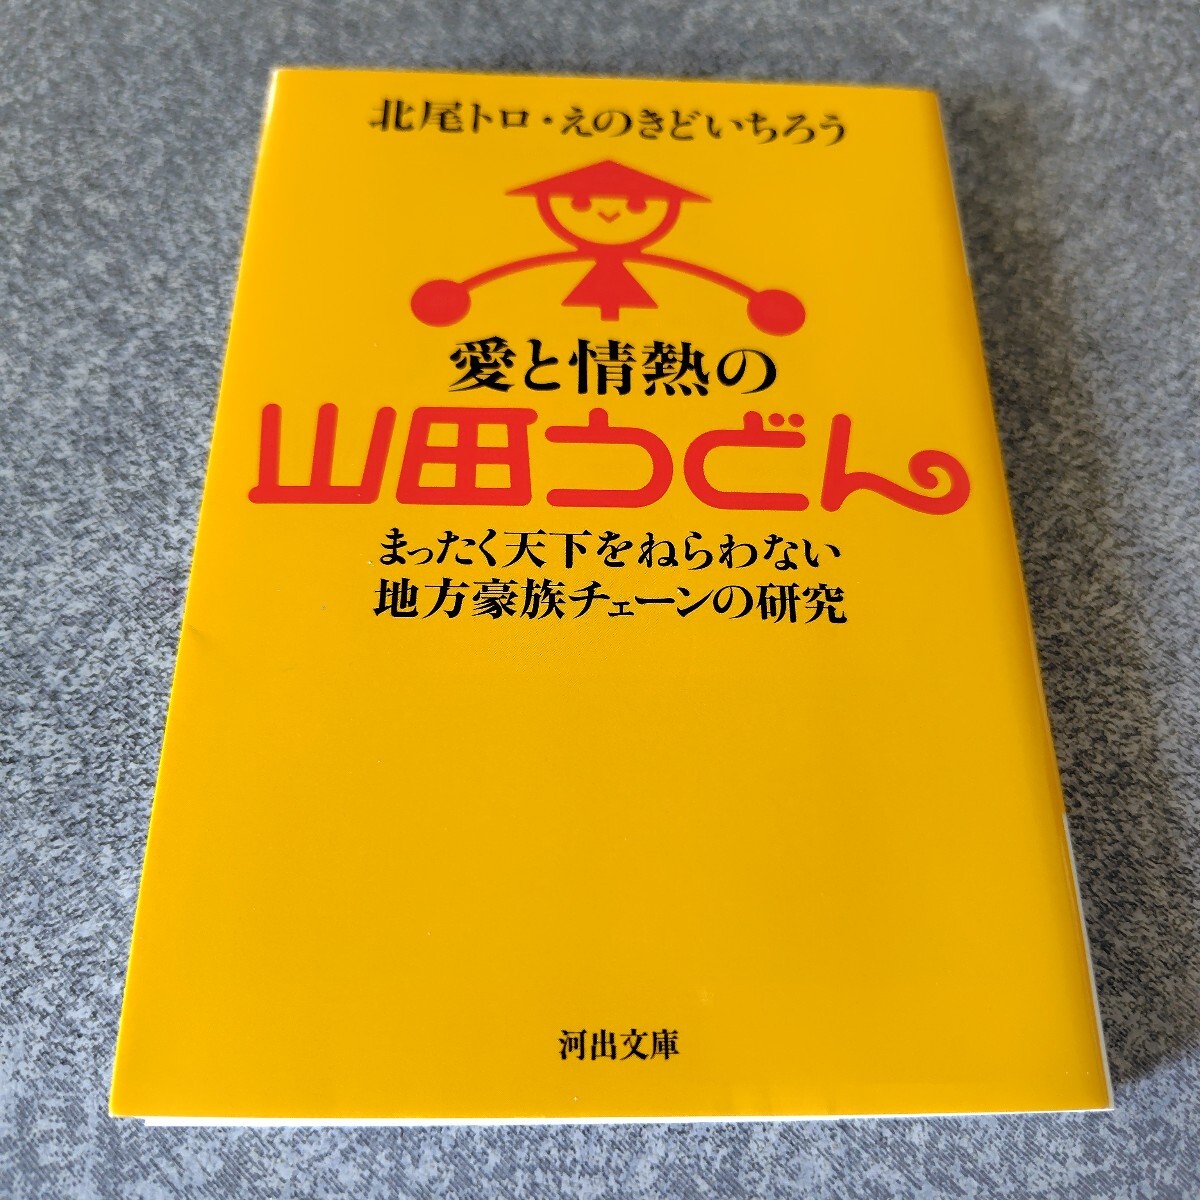 北尾トロ・えのきどいちろう
愛と情熱の
山田うどん
まったく天下をねらわない
地方豪族チェーンの研究
河出文庫